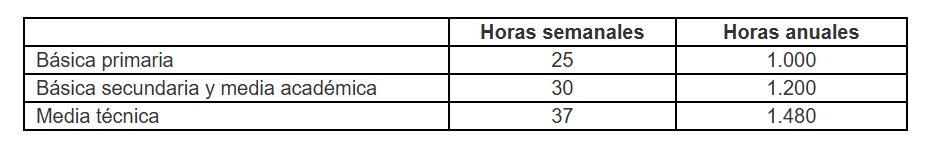 Horas semanales Horas anuales
Básica primaria 25 1.000
Básica secundaria y media académica 30 1.200
Media técnica 37 1.480